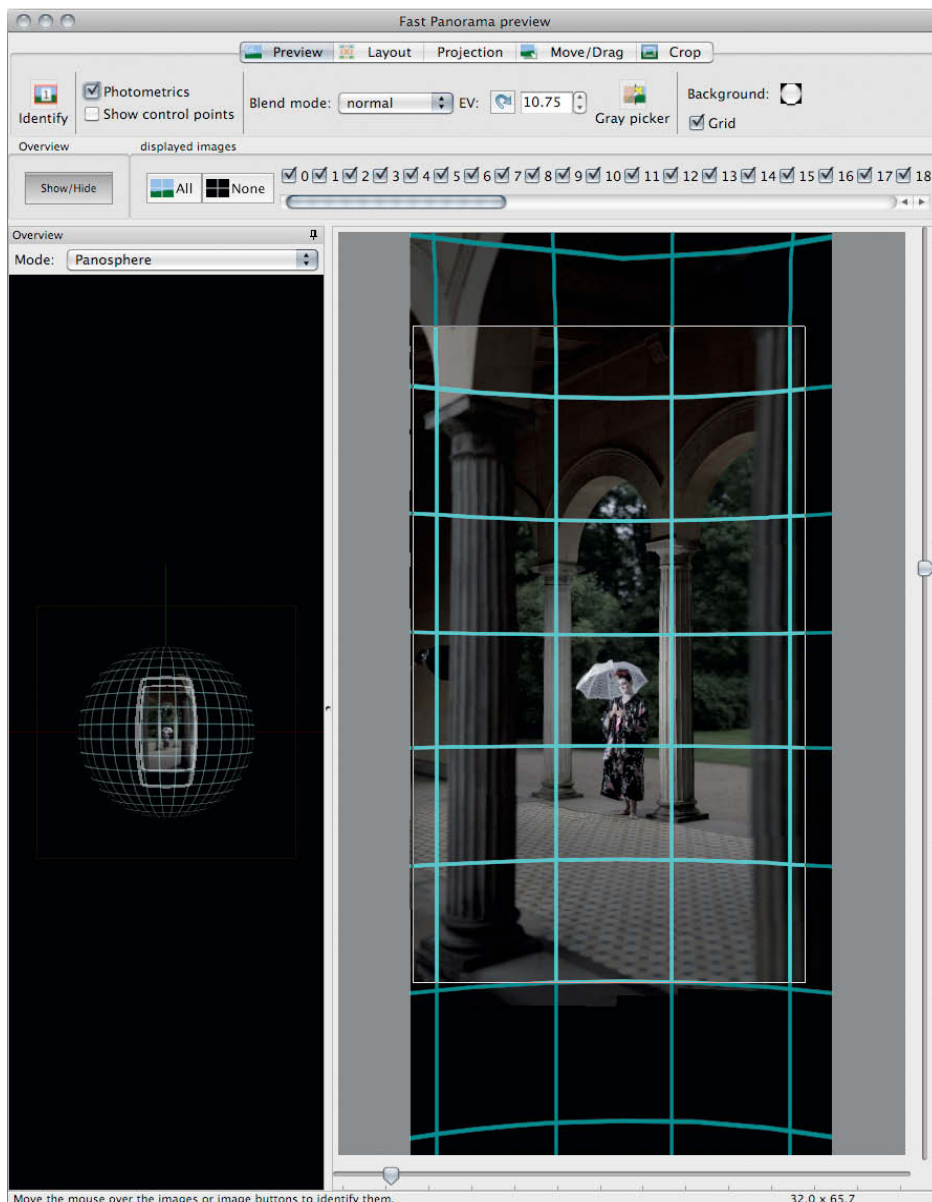 Fast Panorama preview
Preview Layout Projection Move/Drag Crop
Identify
Photometrics
Show control points
Blend mode: normal EV: 10.75
Gray picker
Background:
Grid
Overview displayed images
Show/Hide
All None 0 1 2 3 4 5 6 7 8 9 10 11 12 13 14 15 16 17 18
Overview
Mode: Panosphere
Move the mouse over the images or image buttons to identify them. 32.0 x 65.7